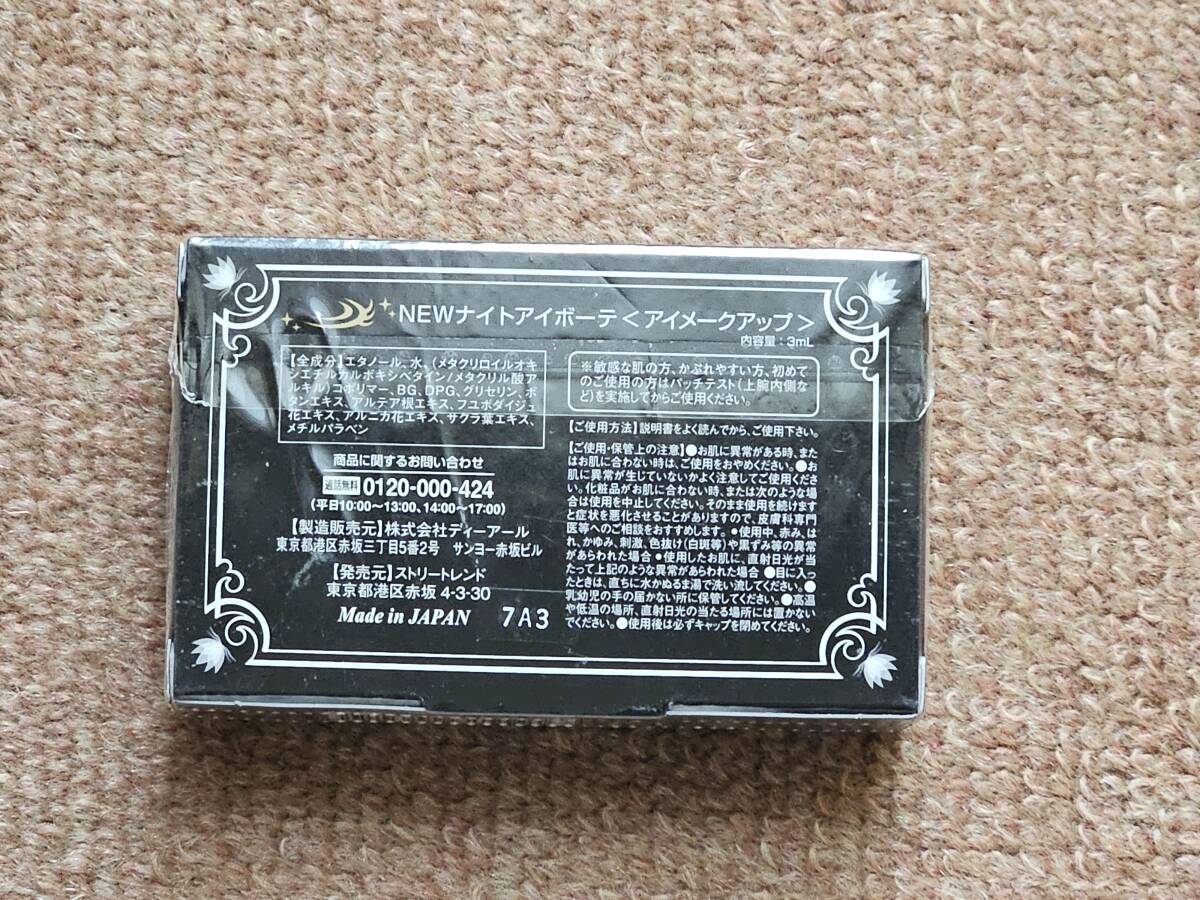 NEWナイトアイボーテ<アイメークアップ>
内容量：3mL
【全成分】エタノール、水、(メタクリロイルオキ
シエチルカルボキシベタイン/メタクリル酸ア
ルキル)コポリマー、BG、DPG、グリセリン、ボ
タンエキス、アルテア根エキス、フユボダイジュ
花エキス、アルニカ花エキス、サクラ葉エキス、
メチルパラベン
商品に関するお問い合わせ
通話無料 0120-000-424
(平日10:00～13:00、14:00～17:00)
【製造販売元】株式会社ディーアール
東京都港区赤坂三丁目5番2号 サンヨー赤坂ビル
【発売元】ストリートレンド
東京都港区赤坂 4-3-30
Made in JAPAN 7A3
※敏感な肌の方、かぶれやすい方、初めて
のご使用の方はパッチテスト(上腕内側な
ど)を実施してからご使用ください。
【ご使用方法】説明書をよく読んでから、ご使用下さい。
【ご使用・保管上の注意】●お肌に異常がある時、また
はお肌に合わない時は、ご使用をおやめください。●お
肌に異常が生じていないかよく注意してご使用くださ
い。化粧品がお肌に合わない時、または次のような場
合は使用を中止してください。そのまま使用を続けます
と症状を悪化させることがありますので、皮膚科専門
医等へのご相談をおすすめします。●使用中、赤み、は
れ、かゆみ、刺激、色抜け(白斑等)や黒ずみ等の異常
があらわれた場合 ●使用したお肌に、直射日光が当
たって上記のような異常があらわれた場合 ●目に入っ
たときは、直ちに水かぬるま湯で洗い流してください。●
乳幼児の手の届かない所に保管してください。●高温
や低温の場所、直射日光の当たる場所には置かない
でください。●使用後は必ずキャップを閉めてください。